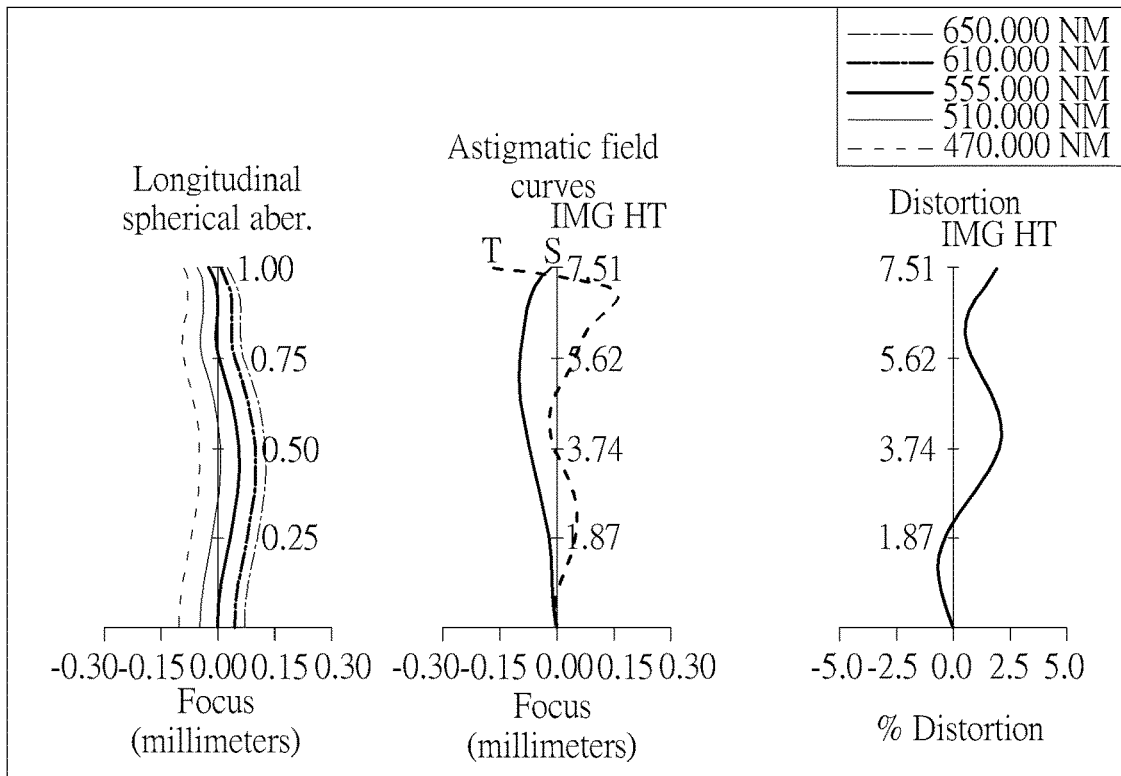 650.000 NM
610.000 NM
555.000 NM
510.000 NM
470.000 NM
Longitudinal
spherical aber.
1.00
0.75
0.50
0.25
-0.30
-0.15
0.00
0.15
0.30
Focus
(millimeters)
Astigmatic field
curves
IMG HT
T
S
7.51
5.62
3.74
1.87
-0.30
-0.15
0.00
0.15
0.30
Focus
(millimeters)
Distortion
IMG HT
7.51
5.62
3.74
1.87
-5.0
-2.5
0.0
2.5
5.0
% Distortion